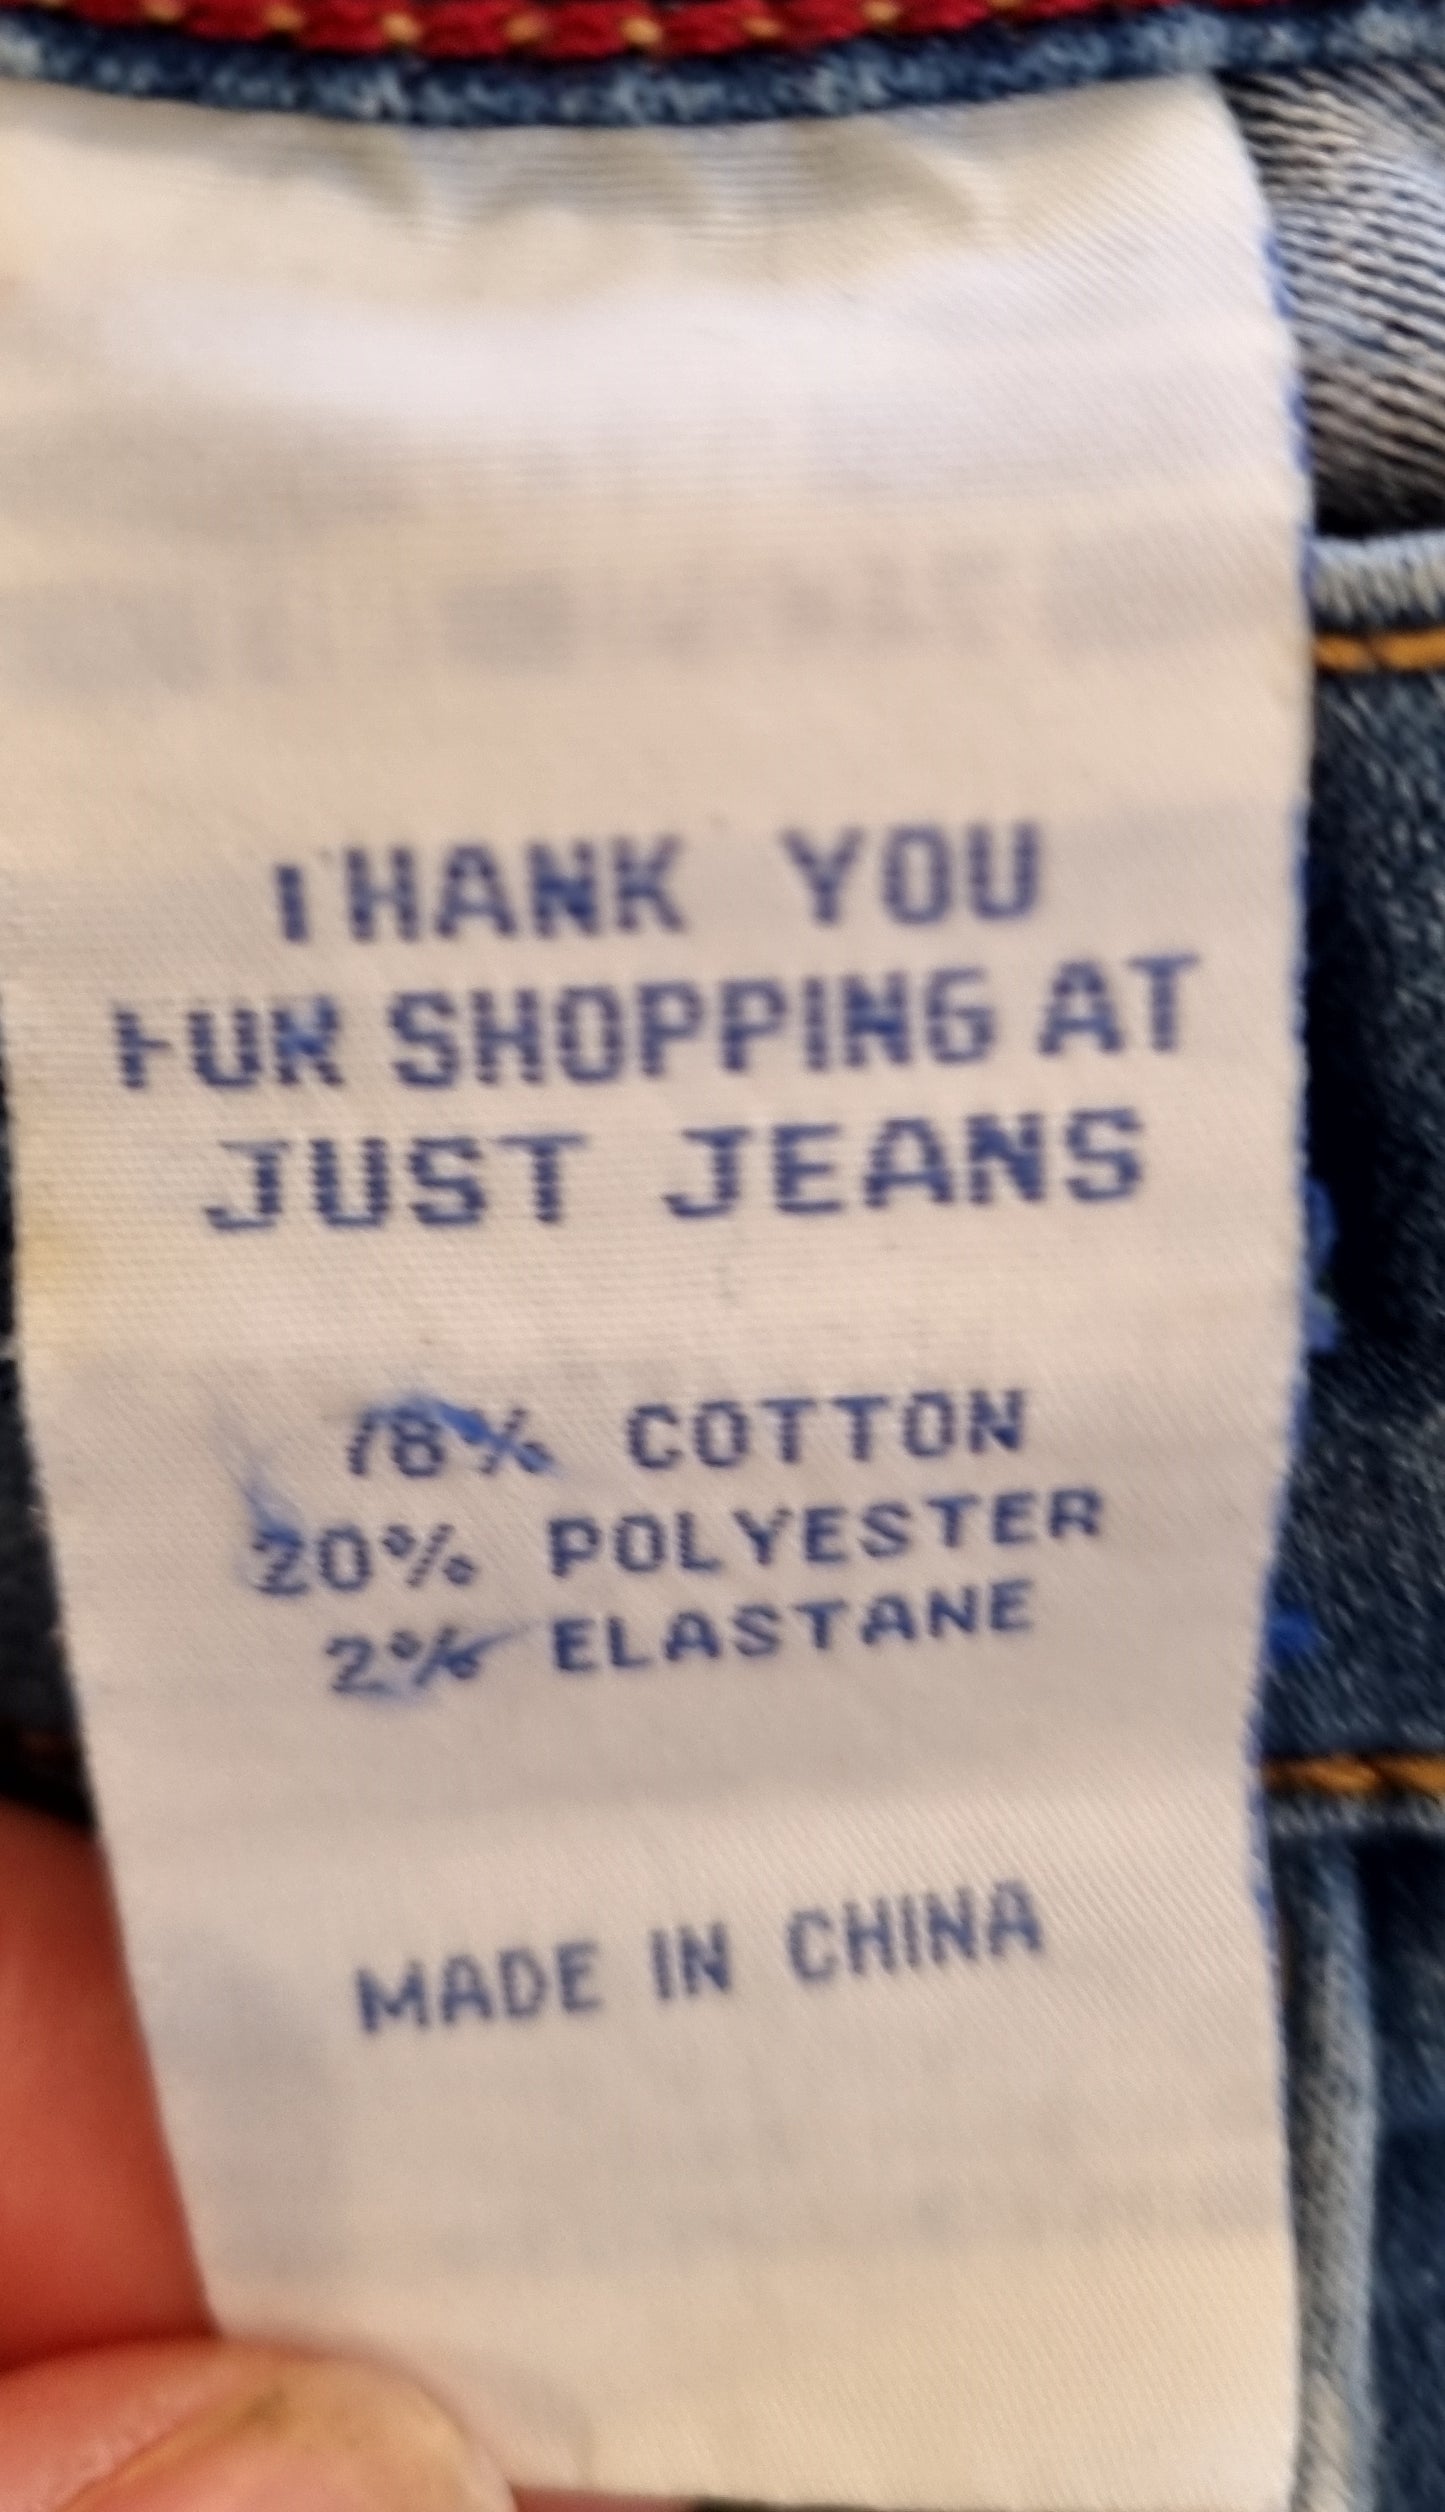 THANK YOU
FOR SHOPPING AT
JUST JEANS
78% COTTON
20% POLYESTER
2% ELASTANE
MADE IN CHINA